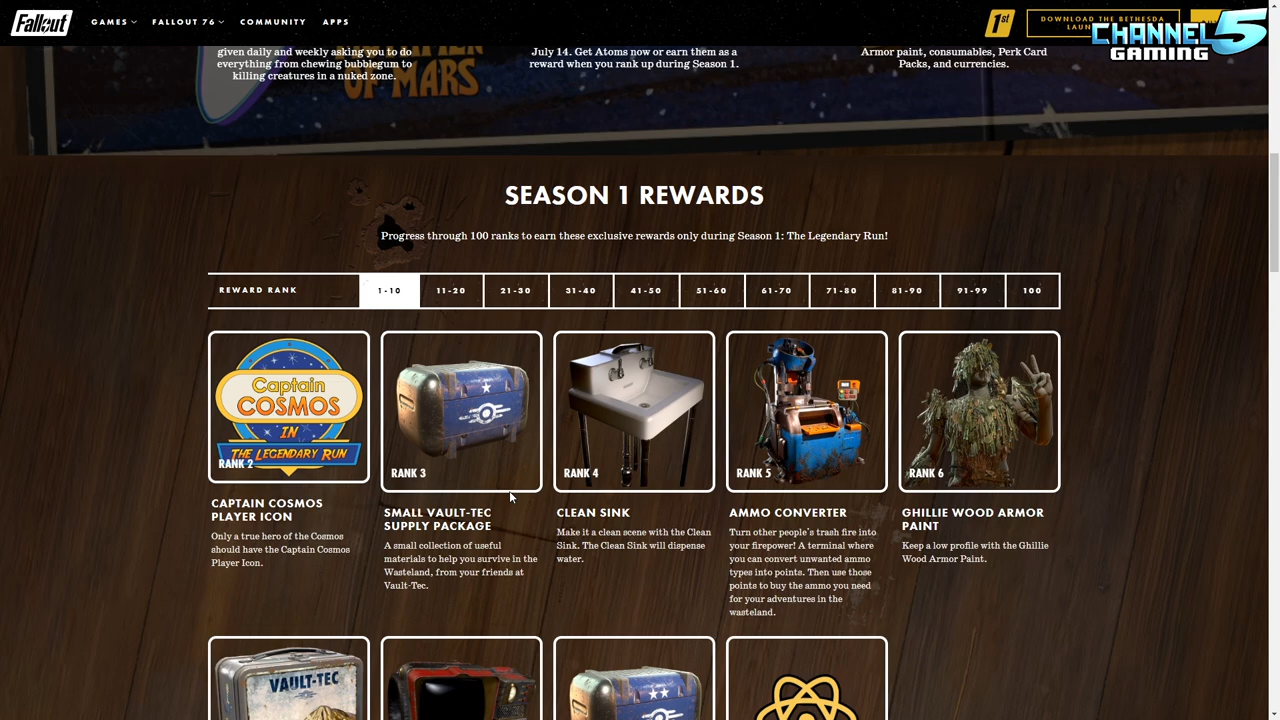 Fallout
GAMES
FALLOUT 76
COMMUNITY
APPS
1st
DOWNLOAD THE BETHESDA
CHANNEL 5
GAMING
given daily and weekly asking you to do
everything from chewing bubblegum to
killing creatures in a nuked zone.
July 14. Get Atoms now or earn them as a
reward when you rank up during Season 1.
Armor paint, consumables, Perk Card
Packs, and currencies.
OF MARS
SEASON 1 REWARDS
Progress through 100 ranks to earn these exclusive rewards only during Season 1: The Legendary Run!
REWARD RANK
1-10
11-20
21-30
31-40
41-50
51-60
61-70
71-80
81-90
91-99
100
Captain
COSMOS
IN
THE LEGENDARY RUN
RANK 2
CAPTAIN COSMOS
PLAYER ICON
Only a true hero of the Cosmos
should have the Captain Cosmos
Player Icon.
RANK 3
SMALL VAULT-TEC
SUPPLY PACKAGE
A small collection of useful
materials to help you survive in the
Wasteland, from your friends at
Vault-Tec.
RANK 4
CLEAN SINK
Make it a clean scene with the Clean
Sink. The Clean Sink will dispense
water.
RANK 5
AMMO CONVERTER
Turn other people's trash fire into
your firepower! A terminal where
you can convert unwanted ammo
types into points. Then use those
points to buy the ammo you need
for your adventures in the
wasteland.
RANK 6
GHILLIE WOOD ARMOR
PAINT
Keep a low profile with the Ghillie
Wood Armor Paint.
VAULT-TEC